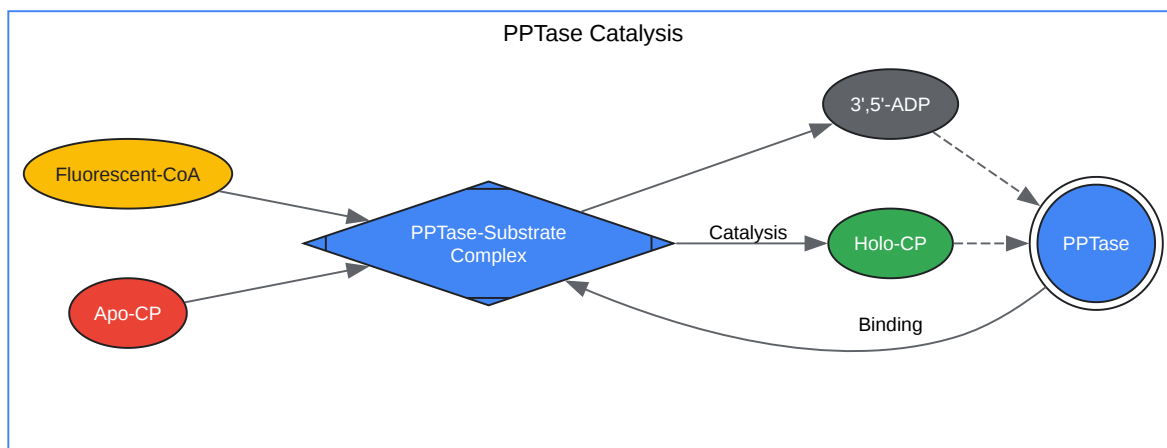 PPTase Catalysis
3',5'-ADP
Fluorescent-CoA
PPTase-Substrate
Complex
Catalysis
Holo-CP
PPTase
Apo-CP
Binding